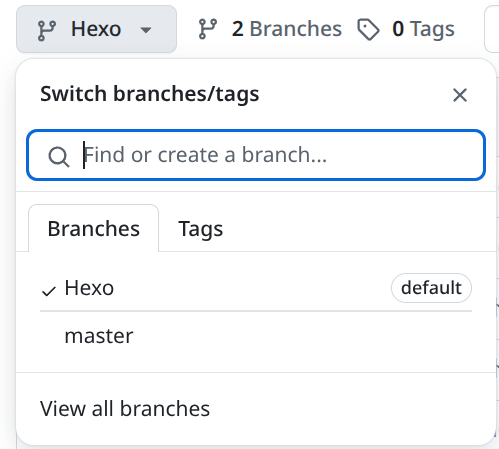 Hexo 2 Branches 0 Tags
Switch branches/tags
Find or create a branch...
Branches Tags
Hexo default
master
View all branches